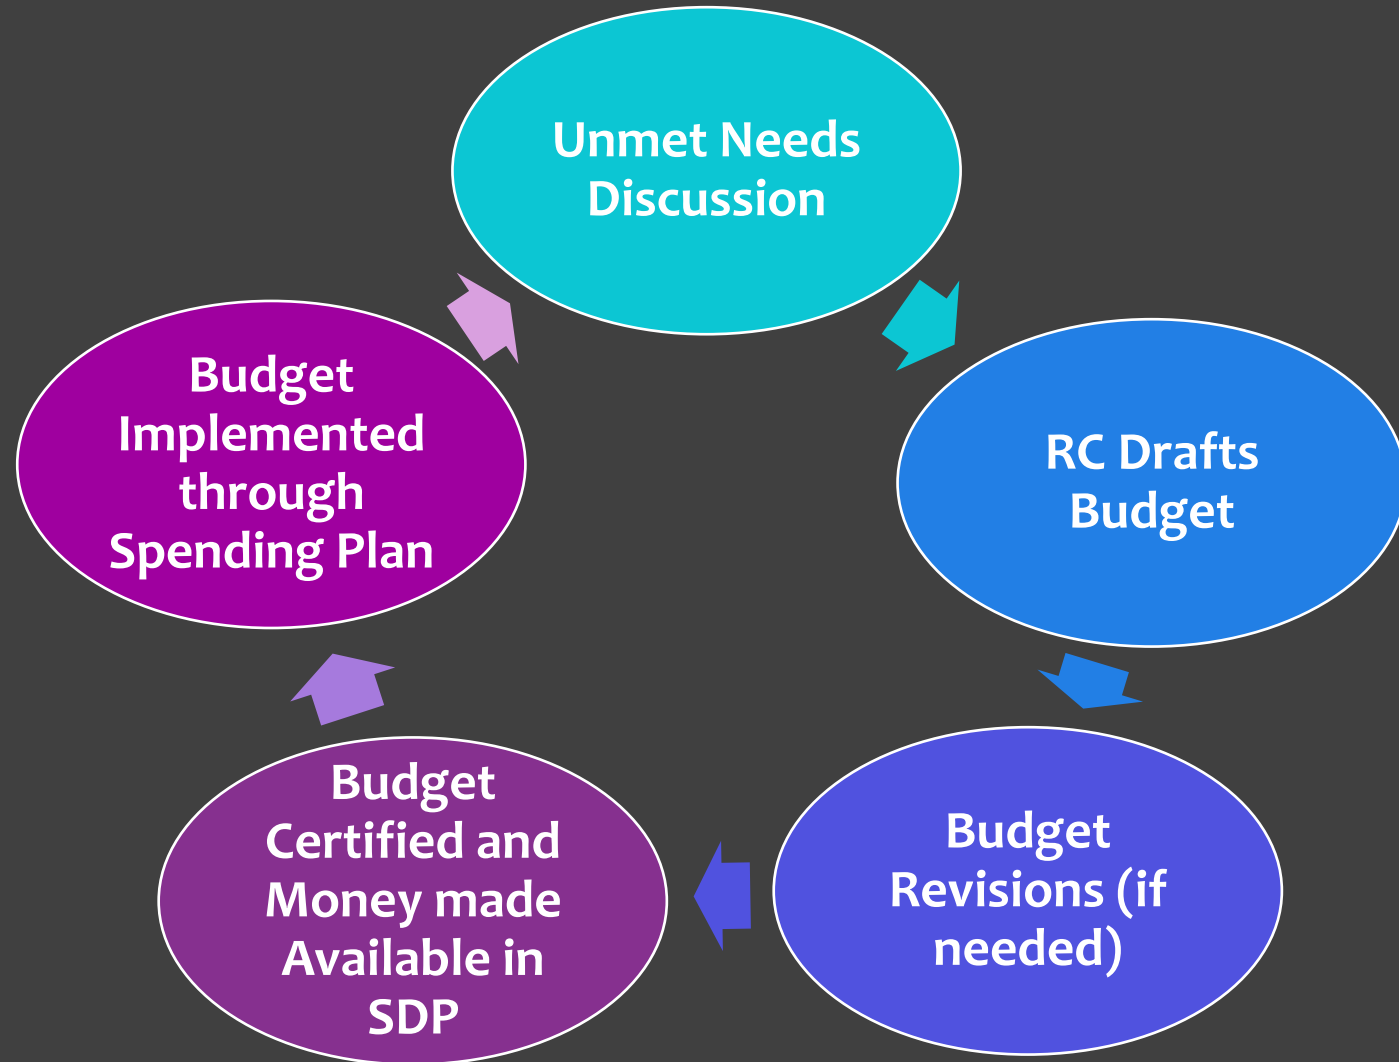 Unmet Needs
Discussion
RC Drafts
Budget
Budget
Revisions (if
needed)
Budget
Certified and
Money made
Available in
SDP
Budget
Implemented
through
Spending Plan